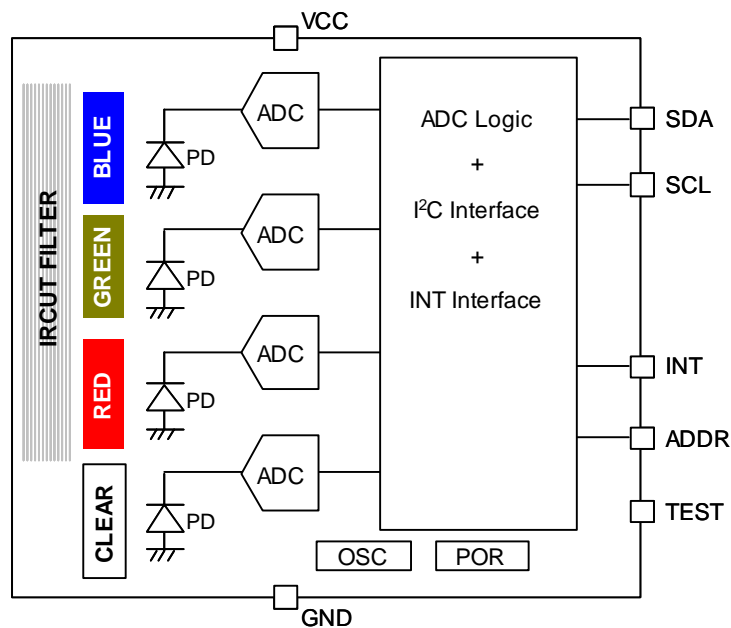 VCC
IRCUT FILTER
BLUE
PD
ADC
GREEN
PD
ADC
RED
PD
ADC
CLEAR
PD
ADC
ADC Logic
+
I²C Interface
+
INT Interface
SDA
SCL
INT
ADDR
TEST
OSC
POR
GND